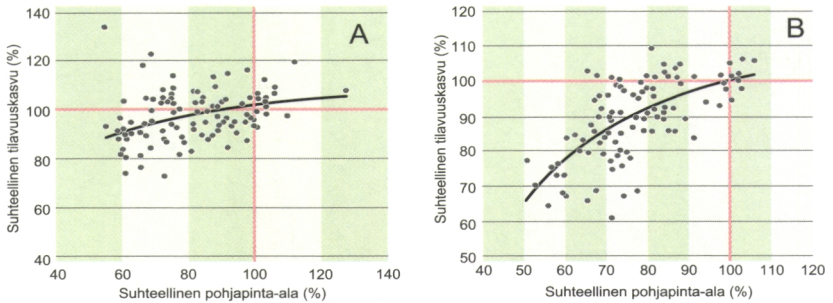 A
Suhteellinen tilavuuskasvu (%)
140
120
100
80
60
40
40 60 80 100 120 140
Suhteellinen pohjapinta-ala (%)
B
Suhteellinen tilavuuskasvu (%)
120
110
100
90
80
70
60
50
40 50 60 70 80 90 100 110 120
Suhteellinen pohjapinta-ala (%)